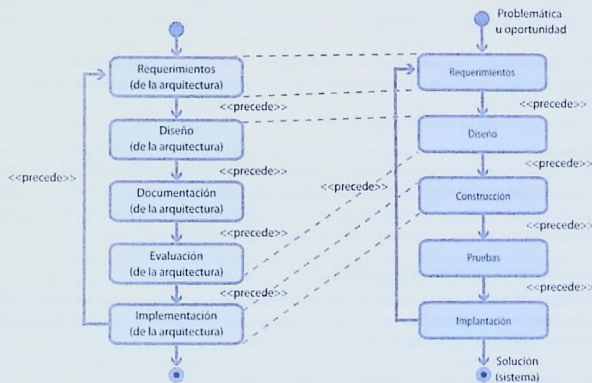 Problemática
u oportunidad
Requerimientos
(de la arquitectura)
<<precede>>
Diseño
(de la arquitectura)
<<precede>>
<<precede>>
Documentación
(de la arquitectura)
<<precede>>
Evaluación
(de la arquitectura)
<<precede>>
Implementación
(de la arquitectura)
Requerimientos
<<precede>>
Diseño
<<precede>>
<<precede>>
Construcción
<<precede>>
Pruebas
<<precede>>
Implantación
Solución
(sistema)